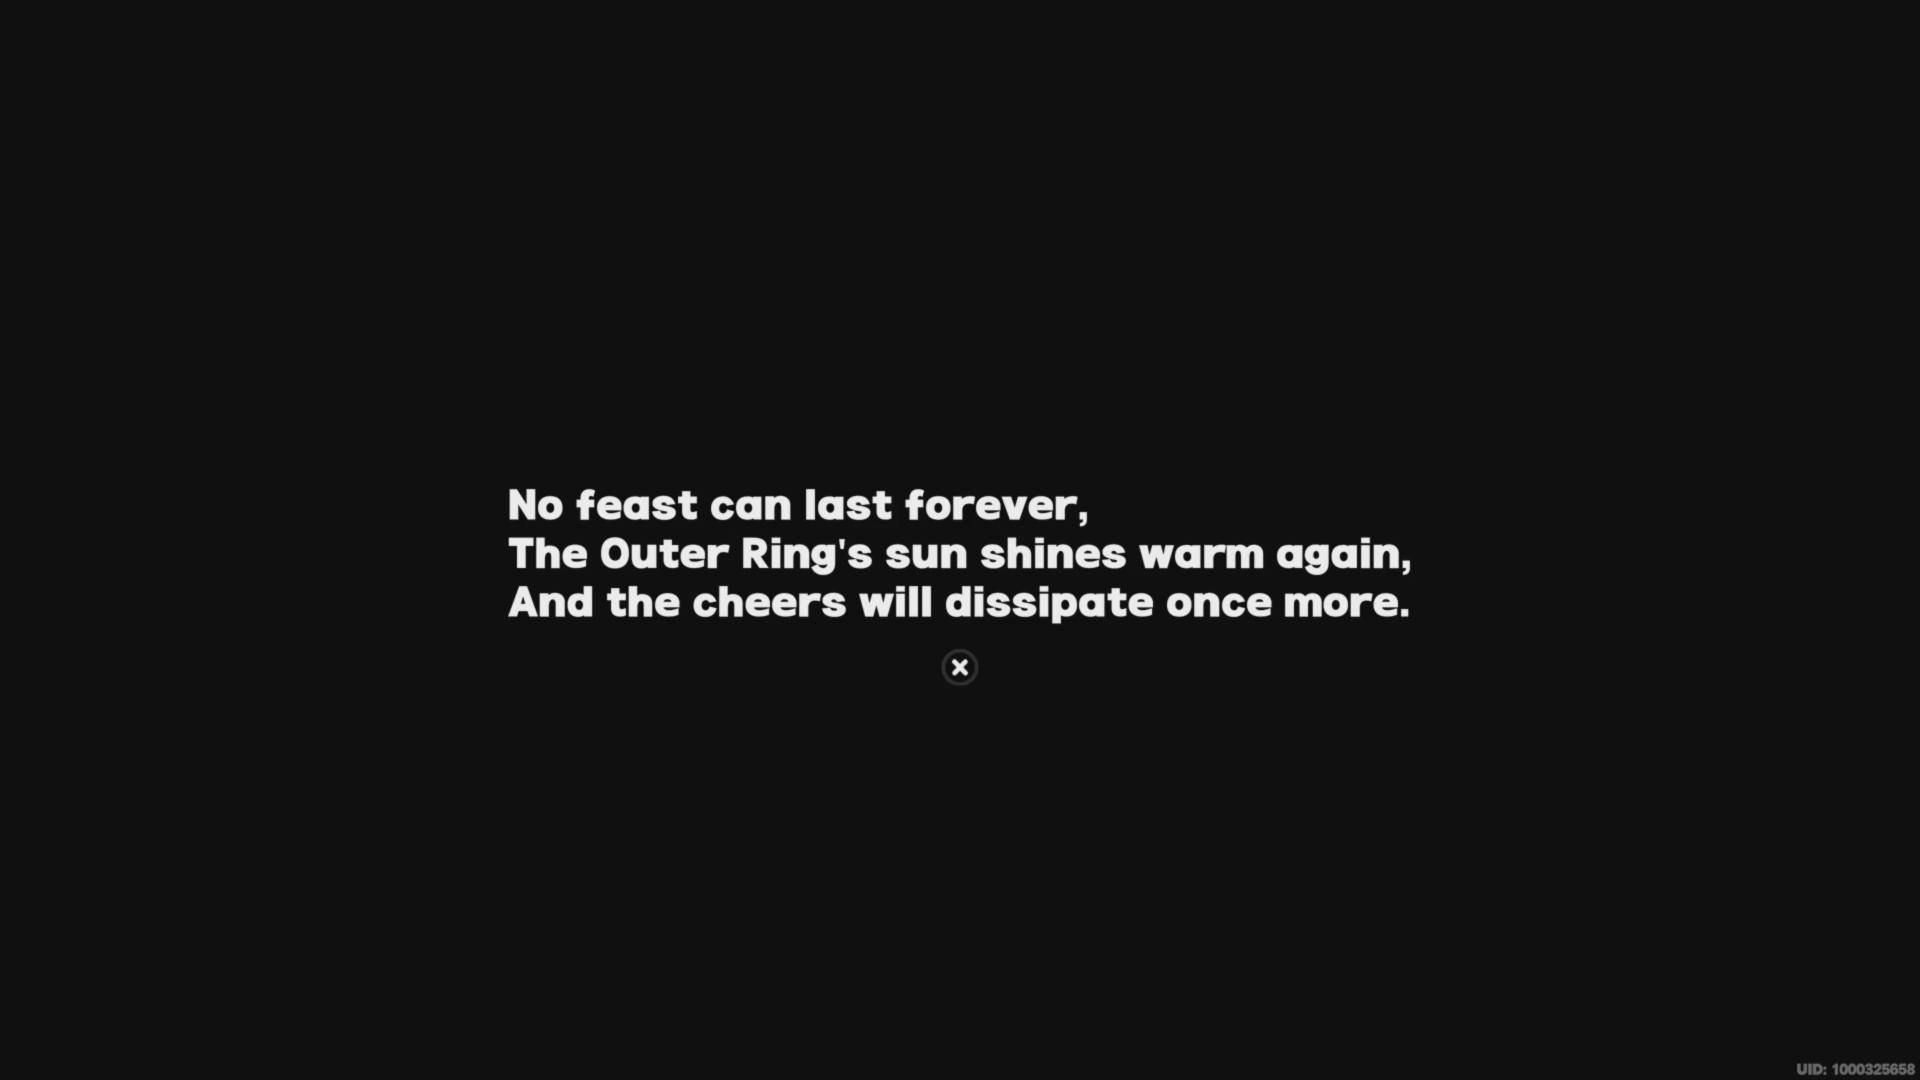 No feast can last forever,
The Outer Ring's sun shines warm again,
And the cheers will dissipate once more.
UID: 1000325658